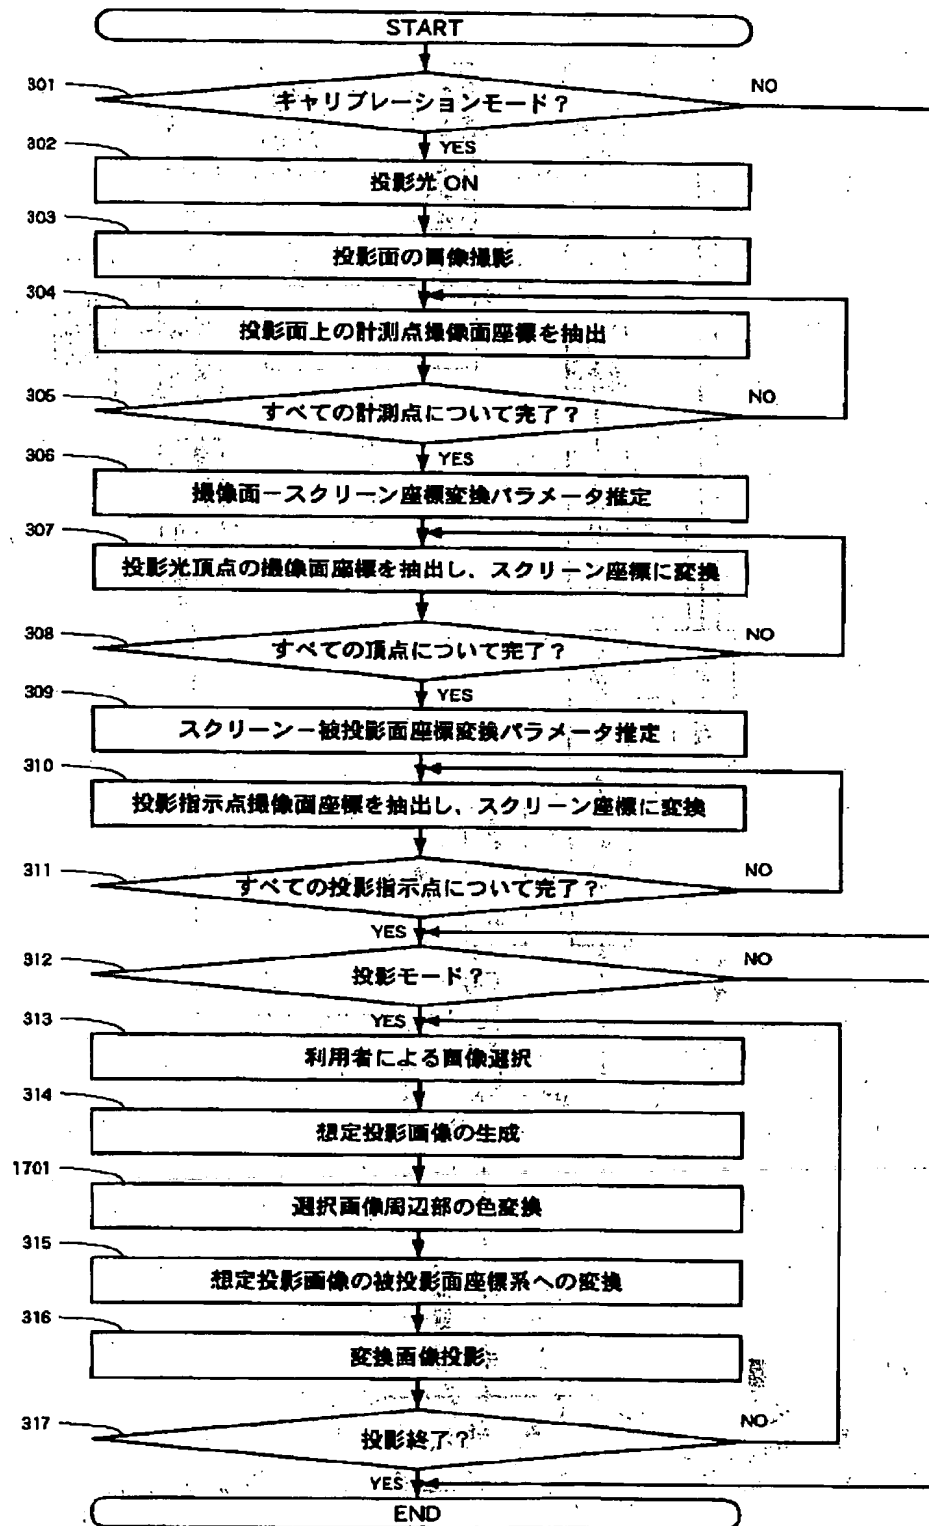 START
301
キャリブレーションモード?
NO
YES
302
投影光 ON
303
投影面の画像撮影
304
投影面上の計測点撮像面座標を抽出
305
すべての計測点について完了?
NO
YES
306
撮像面-スクリーン座標変換パラメータ推定
307
投影光頂点の撮像面座標を抽出し、スクリーン座標に変換
308
すべての頂点について完了?
NO
YES
309
スクリーン-被投影面座標変換パラメータ推定
310
投影指示点撮像面座標を抽出し、スクリーン座標に変換
311
すべての投影指示点について完了?
NO
YES
312
投影モード?
NO
YES
313
利用者による画像選択
314
想定投影画像の生成
1701
選択画像周辺部の色変換
315
想定投影画像の被投影面座標系への変換
316
変換画像投影
317
投影終了?
NO
YES
END